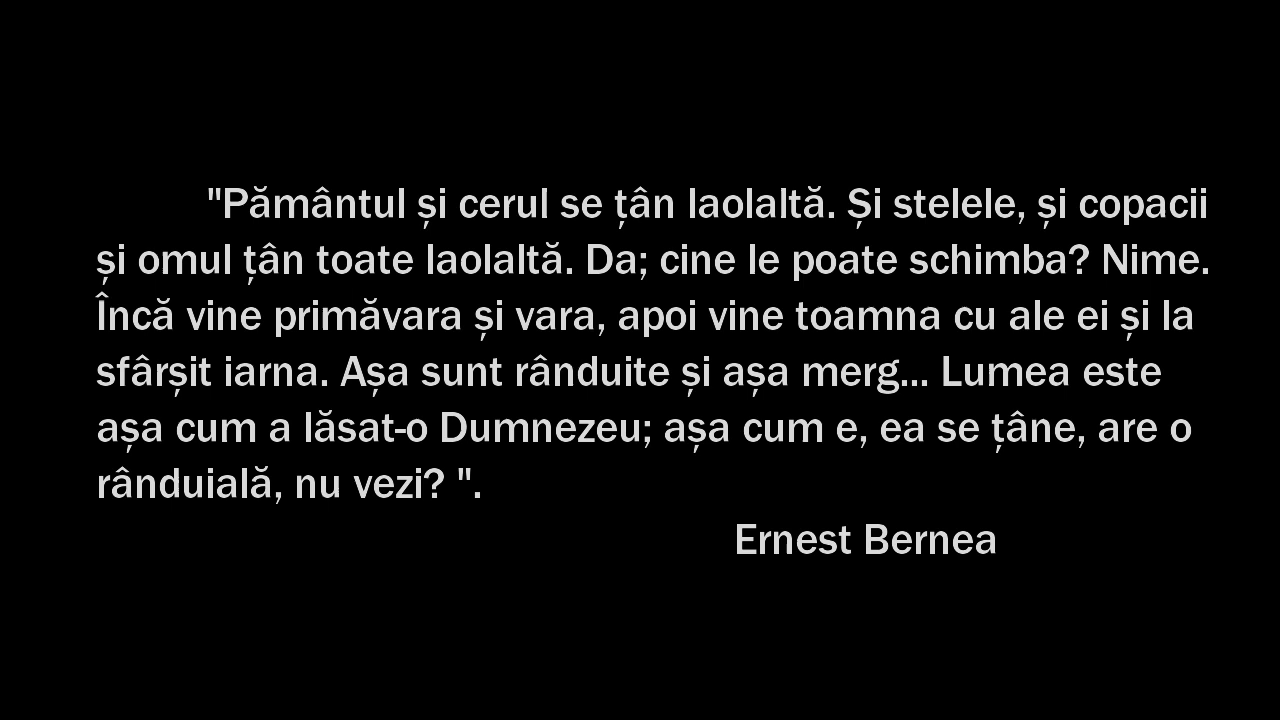 "Pământul și cerul se țân laolaltă. Și stelele, și copacii
și omul țân toate laolaltă. Da; cine le poate schimba? Nime.
Încă vine primăvara și vara, apoi vine toamna cu ale ei și la
sfârșit iarna. Așa sunt rânduite și așa merg... Lumea este
așa cum a lăsat-o Dumnezeu; așa cum e, ea se țâne, are o
rânduială, nu vezi? ".
Ernest Bernea